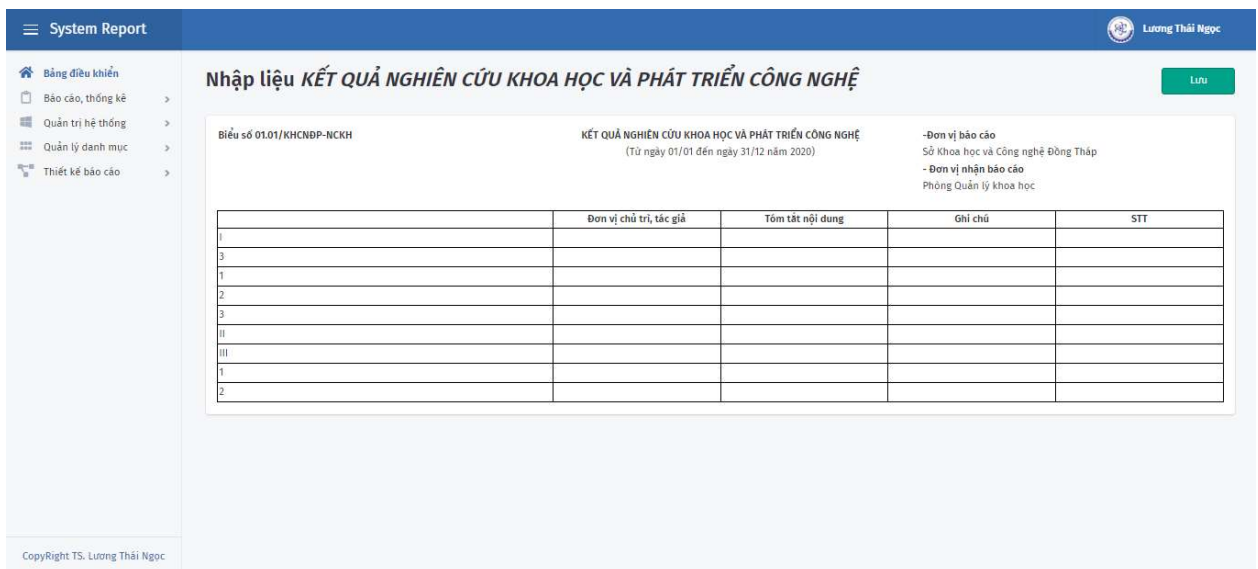 System Report
Lương Thái Ngọc
Bảng điều khiển
Báo cáo, thống kê
Quản trị hệ thống
Quản lý danh mục
Thiết kế báo cáo
Nhập liệu KẾT QUẢ NGHIÊN CỨU KHOA HỌC VÀ PHÁT TRIỂN CÔNG NGHỆ
Lưu
Biểu số 01.01/KHCNĐP-NCKH
KẾT QUẢ NGHIÊN CỨU KHOA HỌC VÀ PHÁT TRIỂN CÔNG NGHỆ
(Từ ngày 01/01 đến ngày 31/12 năm 2020)
-Đơn vị báo cáo
Sở Khoa học và Công nghệ Đồng Tháp
- Đơn vị nhận báo cáo
Phòng Quản lý khoa học
Đơn vị chủ trì, tác giả Tóm tắt nội dung Ghi chú STT
I
3
1
2
3
II
III
1
2
CopyRight TS. Lương Thái Ngọc